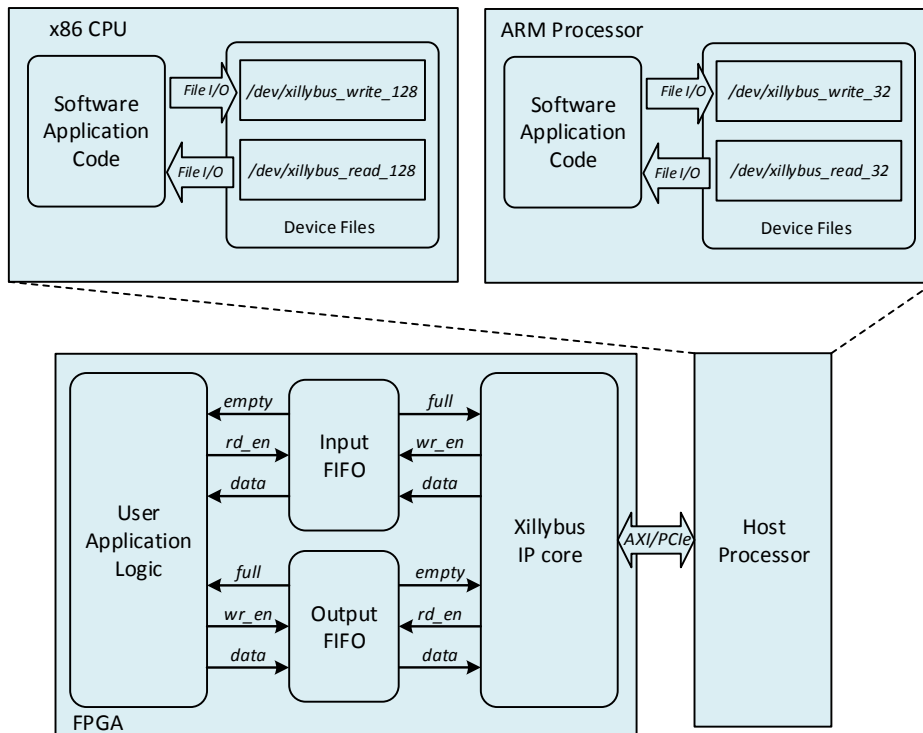 x86 CPU
Software
Application
Code
File I/O
File I/O
/dev/xillybus_write_128
/dev/xillybus_read_128
Device Files
ARM Processor
Software
Application
Code
File I/O
File I/O
/dev/xillybus_write_32
/dev/xillybus_read_32
Device Files
User
Application
Logic
empty
rd_en
data
Input
FIFO
full
wr_en
data
full
wr_en
data
Output
FIFO
empty
rd_en
data
Xillybus
IP core
AXI/PCIe
Host
Processor
FPGA